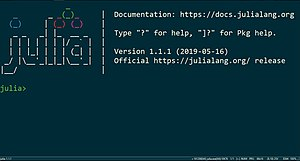 Documentation: https://docs.julialang.org
Type "?" for help, "]?" for Pkg help.
Version 1.1.1 (2019-05-16)
Official https://julialang.org/ release
julia>